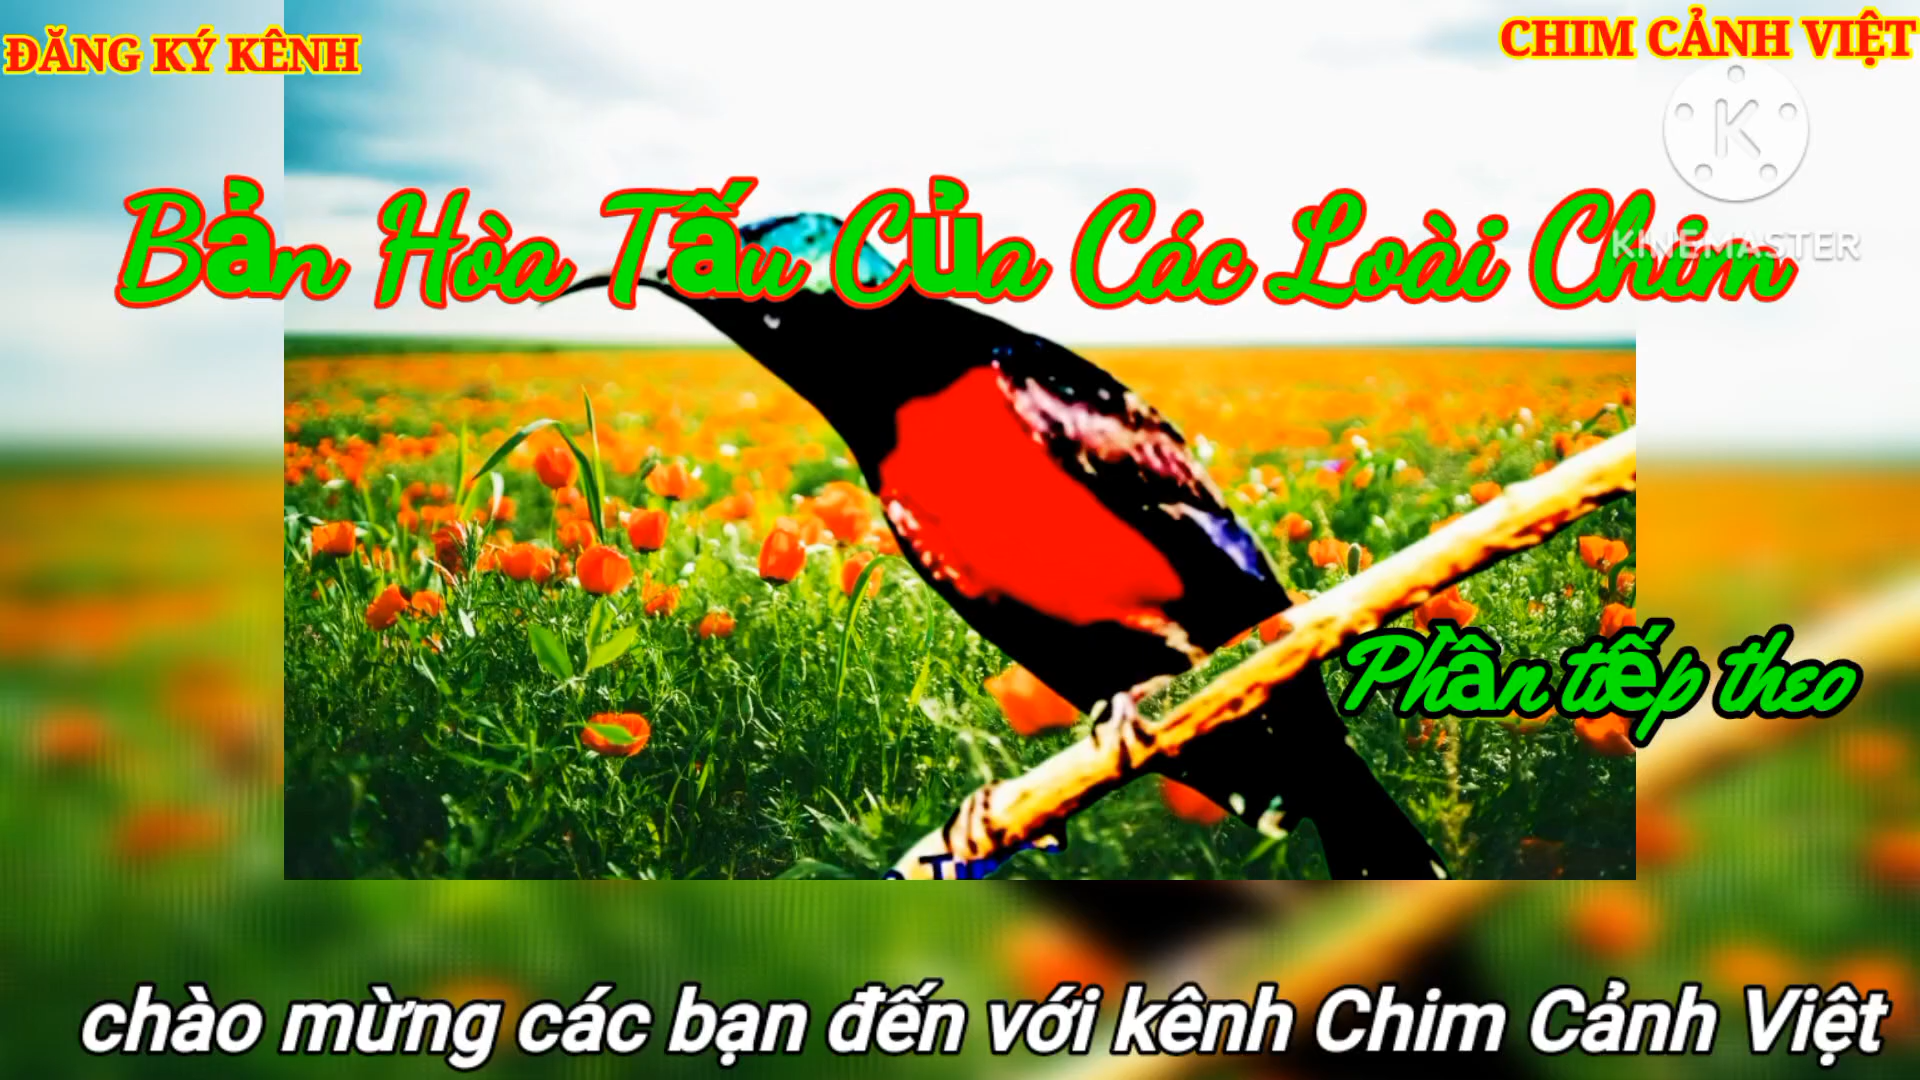 ĐĂNG KÝ KÊNH
CHIM CẢNH VIỆT
K
KINEMASTER
Bản Hòa Tấu Của Các Loài Chim
Phần tiếp theo
chào mừng các bạn đến với kênh Chim Cảnh Việt